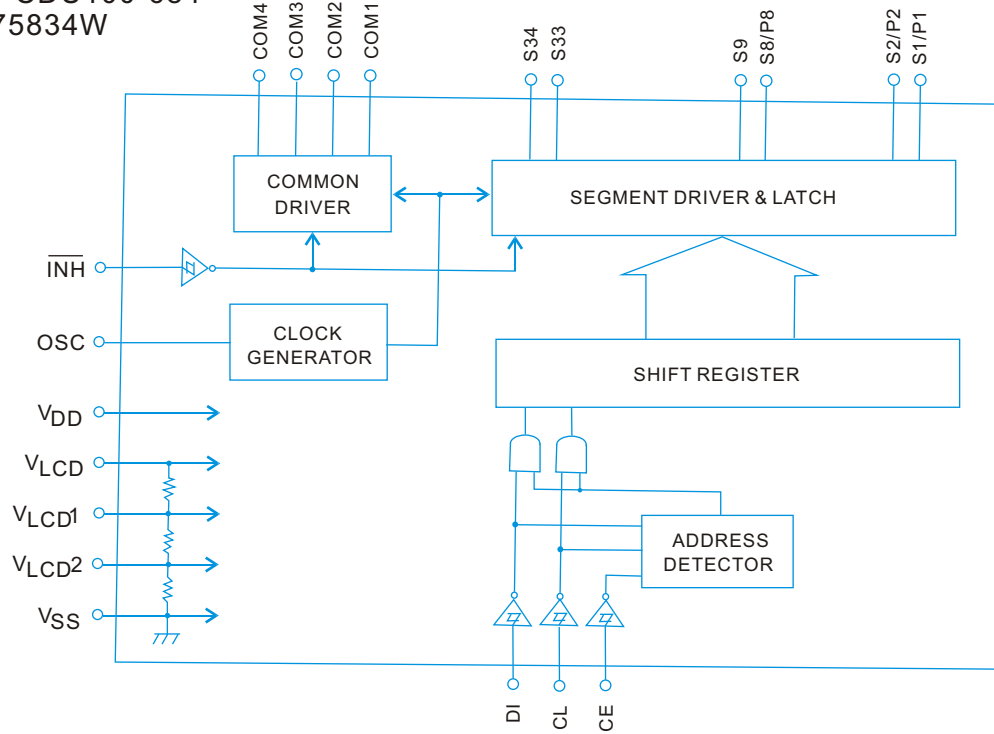 75834W
COM4
COM3
COM2
COM1
S34
S33
S9
S8/P8
S2/P2
S1/P1
COMMON
DRIVER
SEGMENT DRIVER & LATCH
INH
OSC
CLOCK
GENERATOR
SHIFT REGISTER
VDD
VLCD
VLCD1
VLCD2
VSS
ADDRESS
DETECTOR
DI
CL
CE